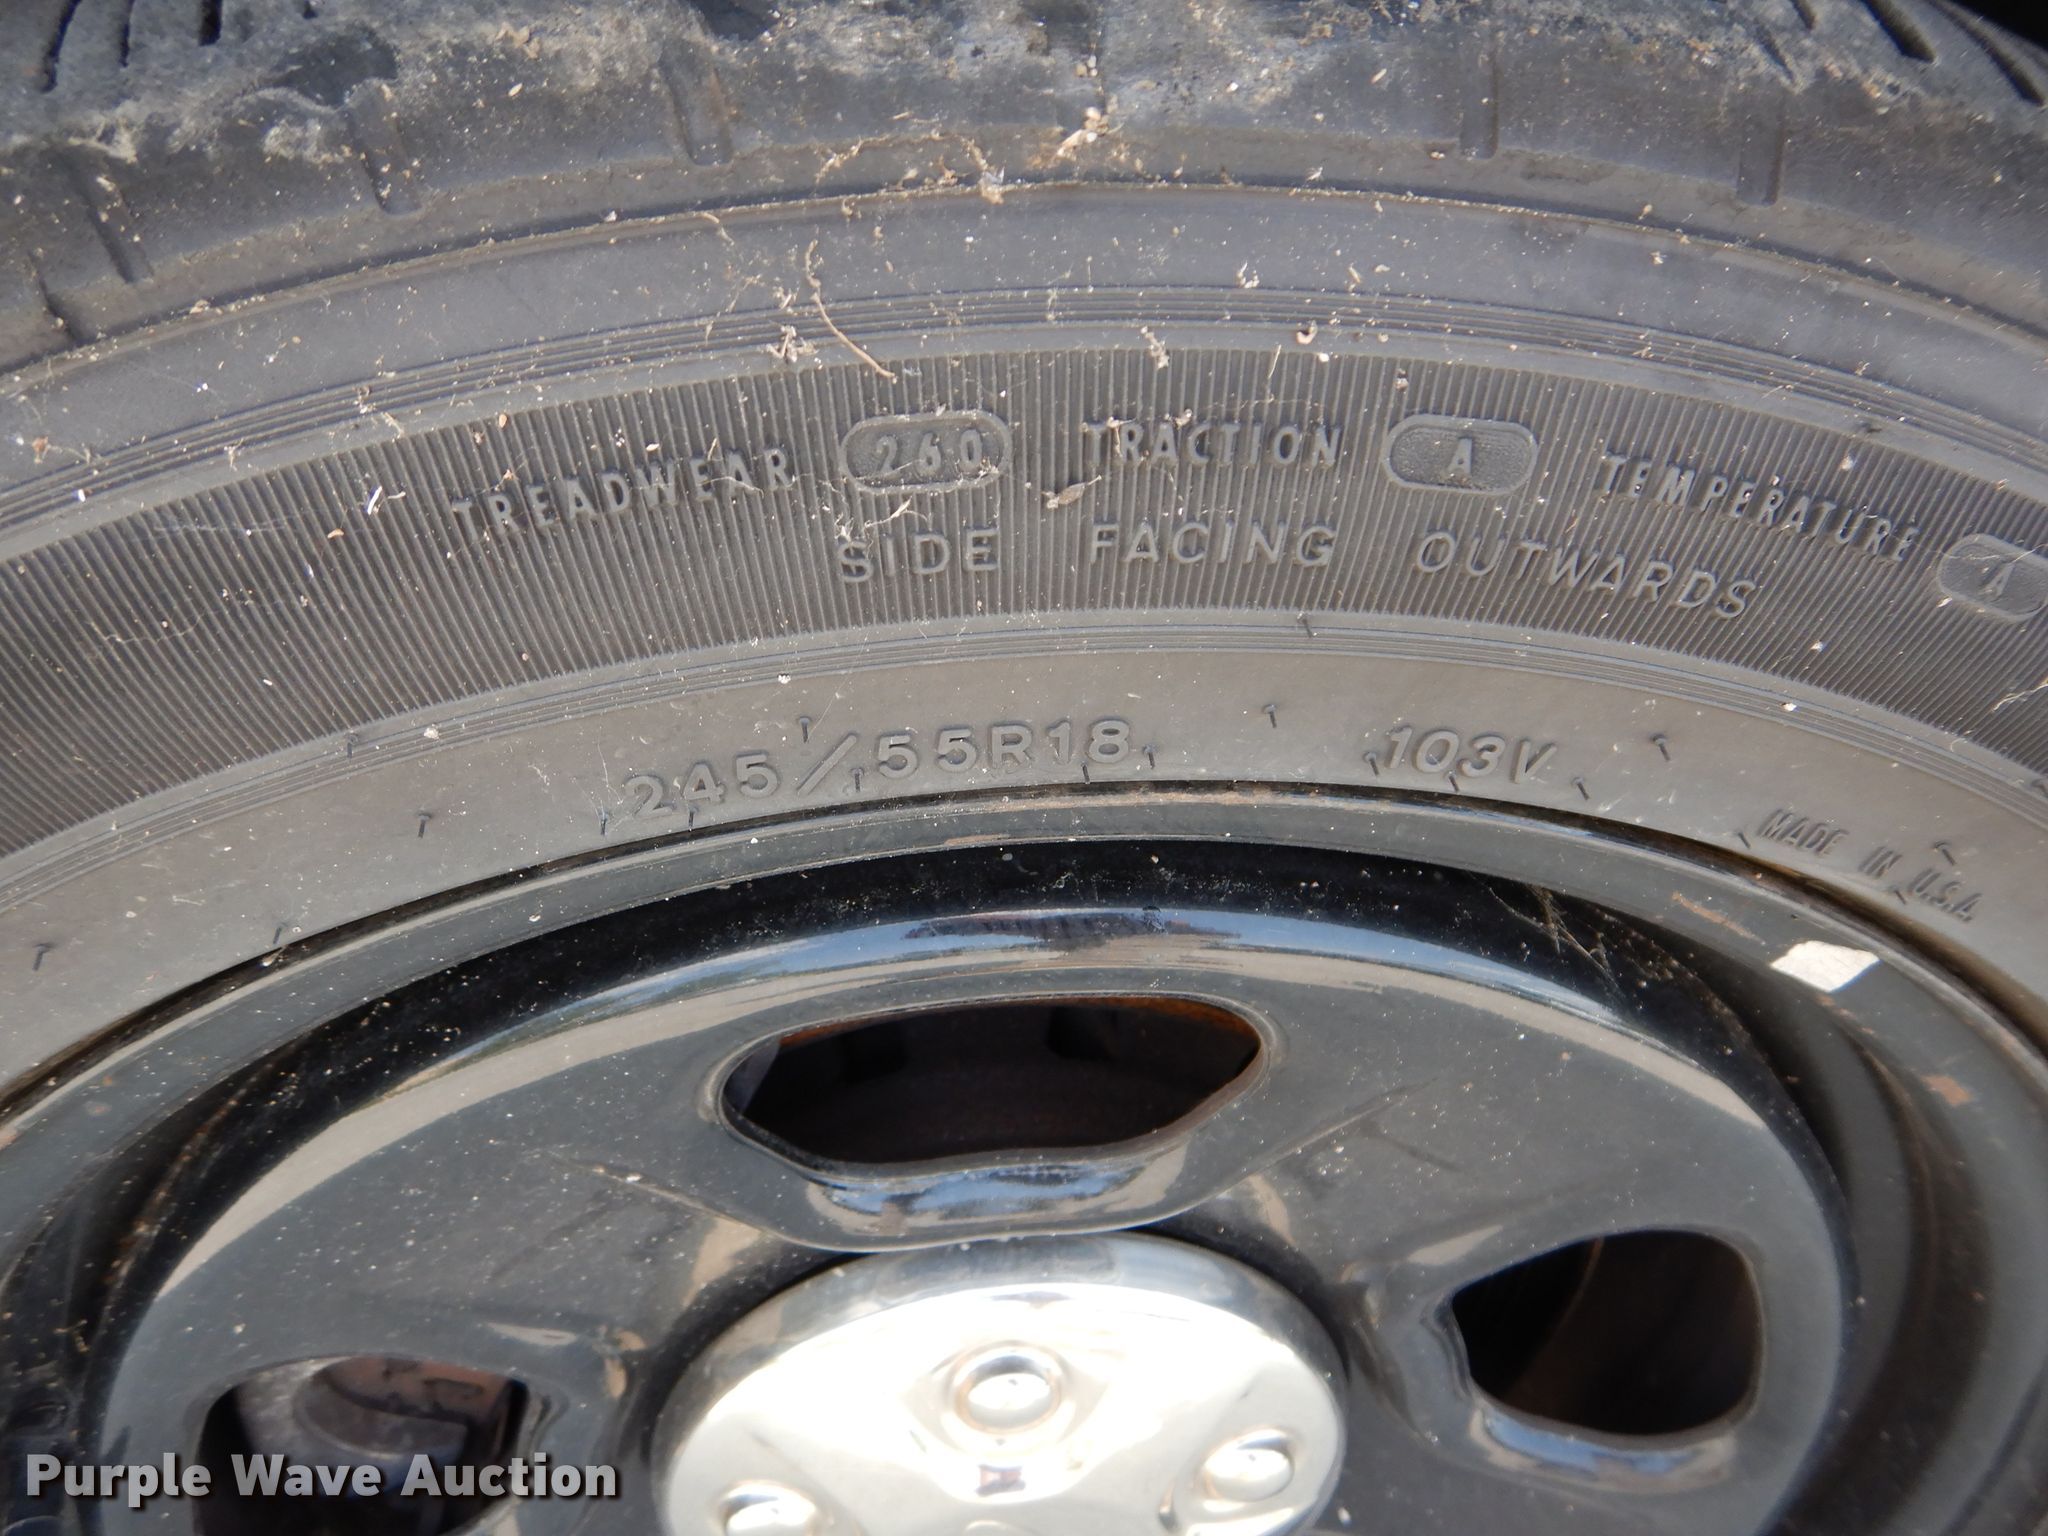 TREADWEAR 260 TRACTION A TEMPERATURE A
SIDE FACING OUTWARDS
245/55R18 103V
MADE IN U.S.A.
Purple Wave Auction